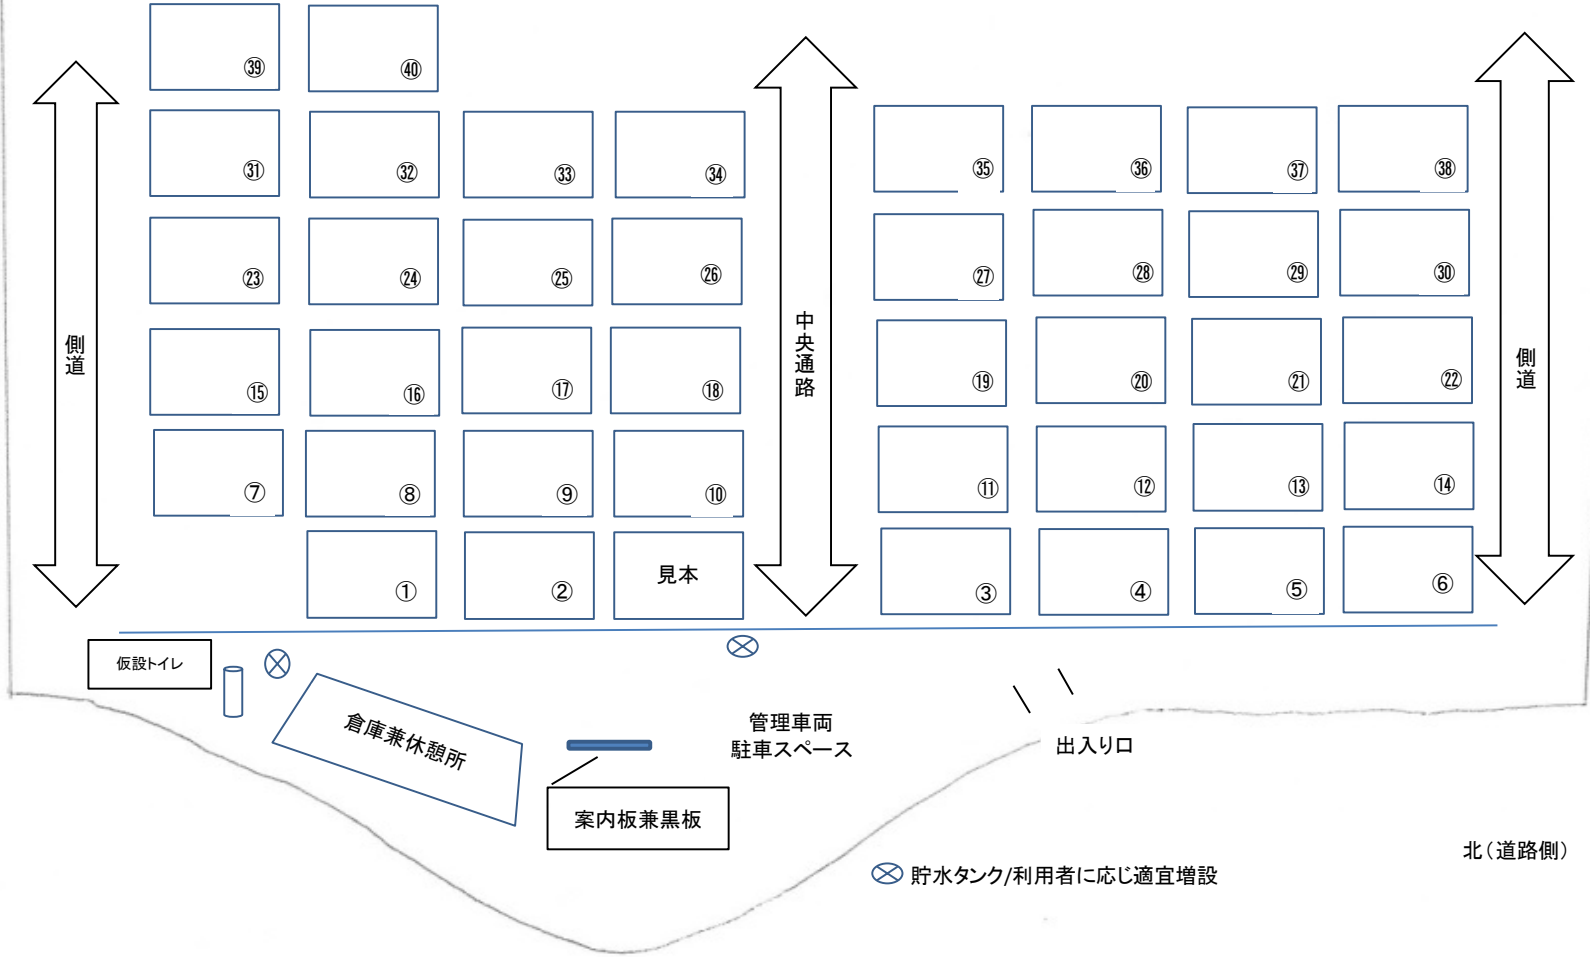 ㊴ ㊵
㉛ ㉜ ㉝ ㉞ ㉟ ㊱ ㊲ ㊳
㉓ ㉔ ㉕ ㉖ ㉗ ㉘ ㉙ ㉚
側道
中央通路
側道
⑮ ⑯ ⑰ ⑱ ⑲ ⑳ ㉑ ㉒
⑦ ⑧ ⑨ ⑩ ⑪ ⑫ ⑬ ⑭
① ② 見本 ③ ④ ⑤ ⑥
仮設トイレ
倉庫兼休憩所
管理車両
駐車スペース
出入り口
案内板兼黒板
北（道路側）
貯水タンク/利用者に応じ適宜増設